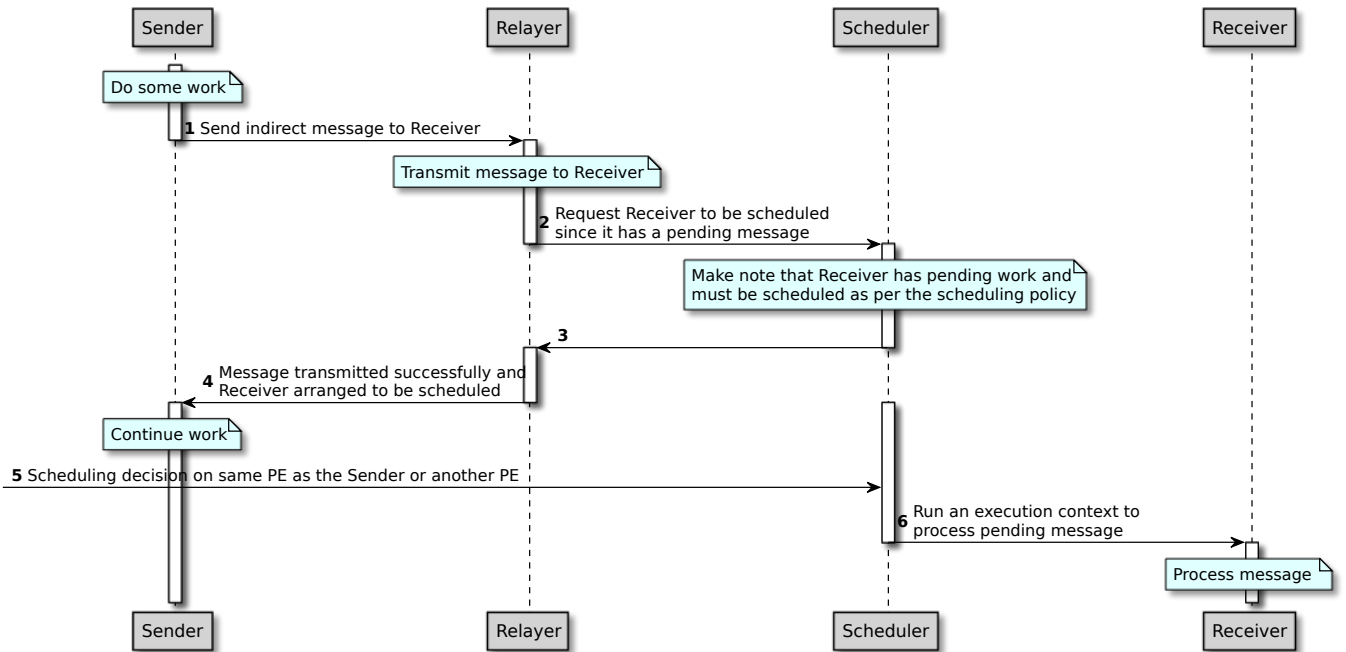 Sender
Relayer
Scheduler
Receiver
Do some work
1 Send indirect message to Receiver
Transmit message to Receiver
2 Request Receiver to be scheduled
since it has a pending message
Make note that Receiver has pending work and
must be scheduled as per the scheduling policy
3
4 Message transmitted successfully and
Receiver arranged to be scheduled
Continue work
5 Scheduling decision on same PE as the Sender or another PE
6 Run an execution context to
process pending message
Process message
Sender
Relayer
Scheduler
Receiver